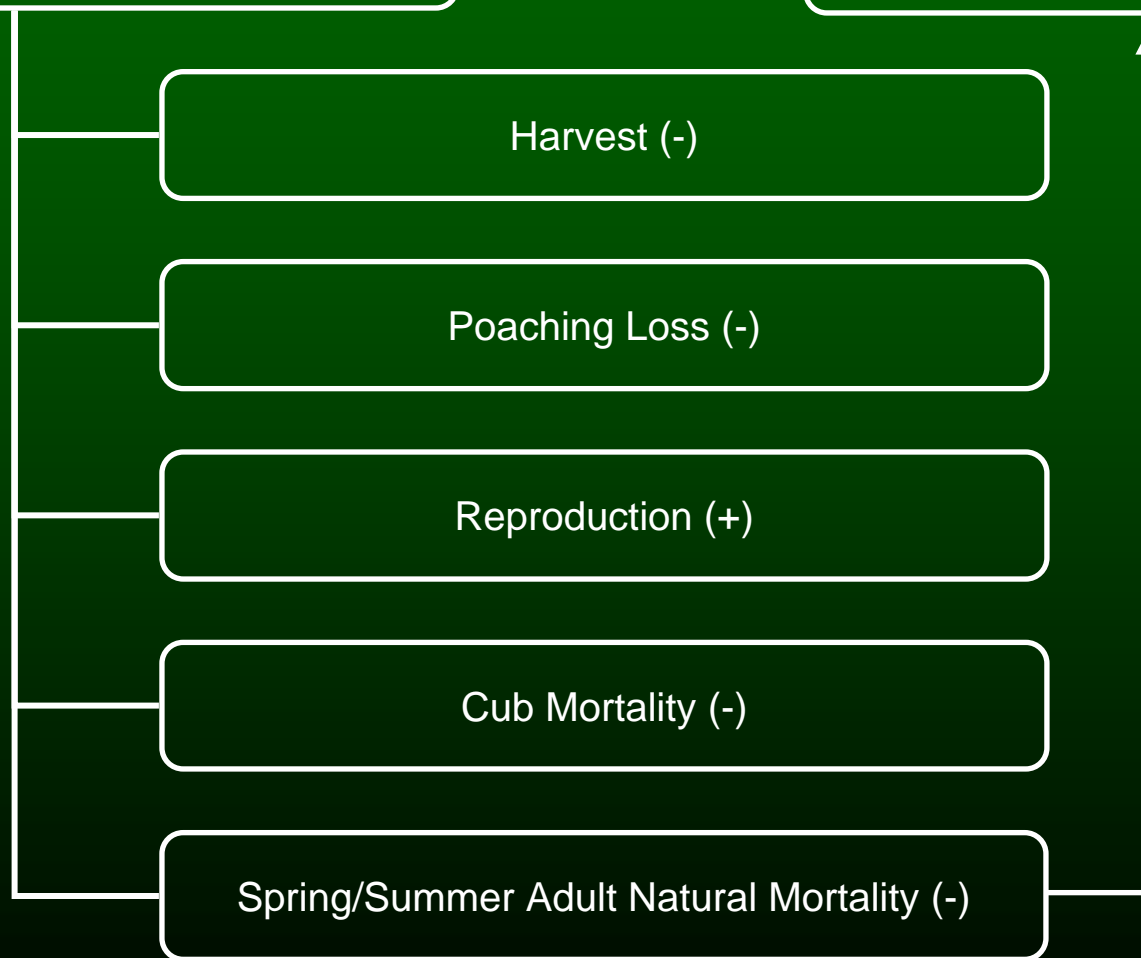 Harvest (-)
Poaching Loss (-)
Reproduction (+)
Cub Mortality (-)
Spring/Summer Adult Natural Mortality (-)